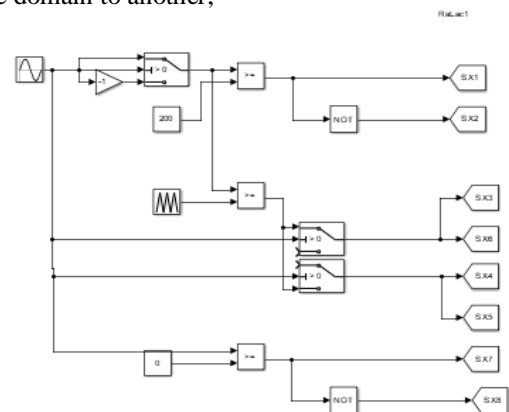 domain to another;
RaLac1
> 0
-1
>=
SX1
200
NOT
SX2
>=
SX3
> 0
SX6
> 0
SX4
SX5
>=
SX7
0
NOT
SX8